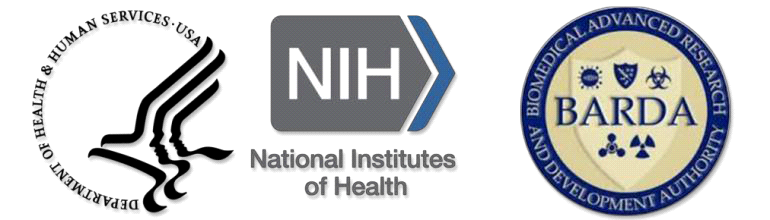 DEPARTMENT OF HEALTH & HUMAN SERVICES · USA
NIH
National Institutes
of Health
BIOMEDICAL ADVANCED RESEARCH
AND DEVELOPMENT AUTHORITY
BARDA